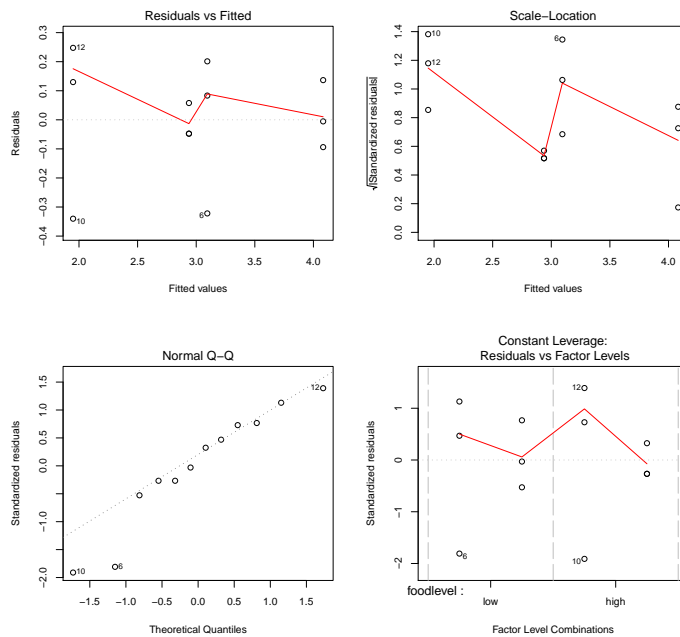 Residuals vs Fitted
0.3
0.2
0.1
0.0
−0.1
−0.2
−0.3
−0.4
Residuals
12
10
6
2.0 2.5 3.0 3.5 4.0
Fitted values
Scale−Location
1.4
1.2
1.0
0.8
0.6
0.4
0.2
0.0
√|Standardized residuals|
10
12
6
2.0 2.5 3.0 3.5 4.0
Fitted values
Normal Q−Q
1.5
1.0
0.5
0.0
−1.0
−2.0
Standardized residuals
12
10
6
−1.5 −1.0 −0.5 0.0 0.5 1.0 1.5
Theoretical Quantiles
Constant Leverage:
Residuals vs Factor Levels
1
0
−1
−2
Standardized residuals
12
6
10
foodlevel :
low high
Factor Level Combinations